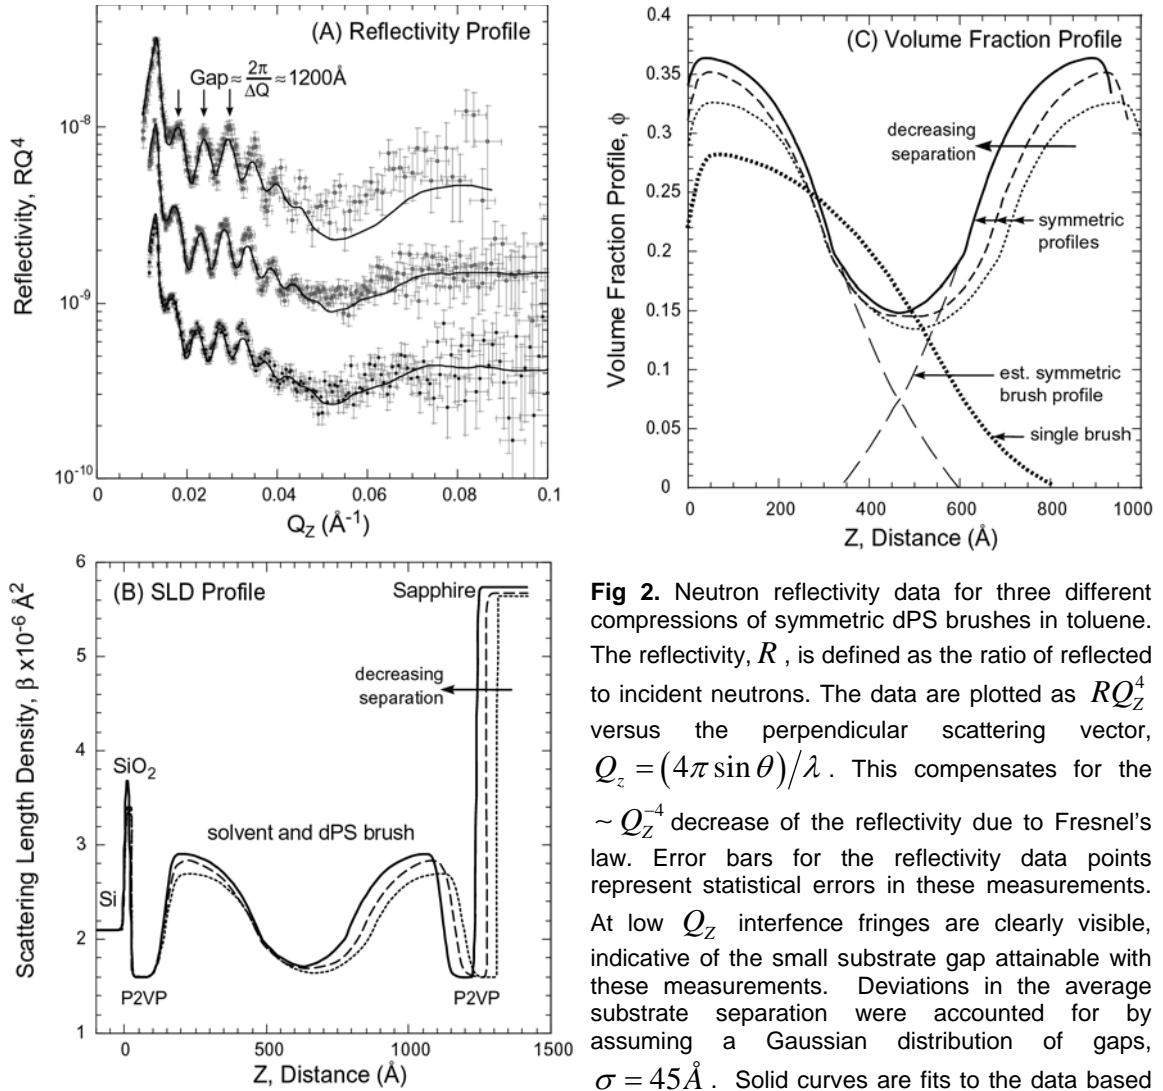 (A) Reflectivity Profile
Gap ≈ 2π/ΔQ ≈ 1200Å
Reflectivity, RQ⁴
10⁻⁸
10⁻⁹
10⁻¹⁰
0 0.02 0.04 0.06 0.08 0.1
Q_Z (Å⁻¹)
(C) Volume Fraction Profile
Volume Fraction Profile, ϕ
0.4
0.35
0.3
0.25
0.2
0.15
0.1
0.05
0
decreasing
separation
symmetric
profiles
est. symmetric
brush profile
single brush
0 200 400 600 800 1000
Z, Distance (Å)
(B) SLD Profile
Scattering Length Density, β x10⁻⁶ Å²
6
5
4
3
2
1
Sapphire
decreasing
separation
SiO₂
solvent and dPS brush
Si
P2VP
P2VP
0 500 1000 1500
Z, Distance (Å)
Fig 2. Neutron reflectivity data for three different
compressions of symmetric dPS brushes in toluene.
The reflectivity, R , is defined as the ratio of reflected
to incident neutrons. The data are plotted as RQ_Z⁴
versus the perpendicular scattering vector,
Q_z = (4π sin θ)/λ . This compensates for the
~ Q_Z⁻⁴ decrease of the reflectivity due to Fresnel's
law. Error bars for the reflectivity data points
represent statistical errors in these measurements.
At low Q_Z interfence fringes are clearly visible,
indicative of the small substrate gap attainable with
these measurements. Deviations in the average
substrate separation were accounted for by
assuming a Gaussian distribution of gaps,
σ = 45Å . Solid curves are fits to the data based